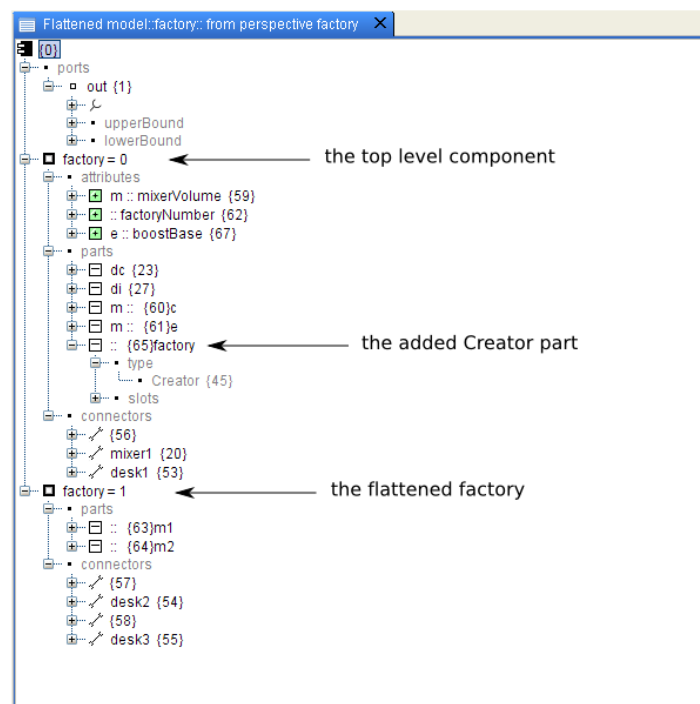 Flattened model::factory:: from perspective factory
{0}
ports
out {1}
upperBound
lowerBound
factory = 0
the top level component
attributes
m :: mixerVolume {59}
:: factoryNumber {62}
e :: boostBase {67}
parts
dc {23}
di {27}
m :: {60}c
m :: {61}e
:: {65}factory
the added Creator part
type
Creator {45}
slots
connectors
{56}
mixer1 {20}
desk1 {53}
factory = 1
the flattened factory
parts
:: {63}m1
:: {64}m2
connectors
{57}
desk2 {54}
{58}
desk3 {55}